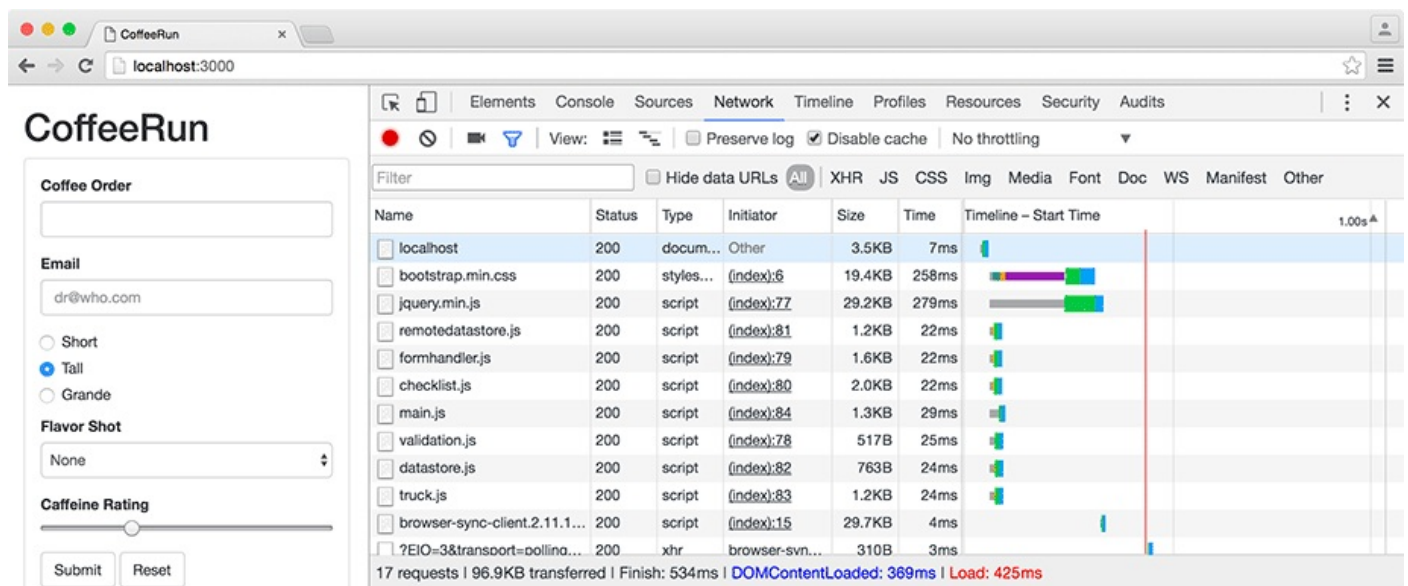 CoffeeRun
localhost:3000
CoffeeRun
Coffee Order
Email
dr@who.com
Short
Tall
Grande
Flavor Shot
None
Caffeine Rating
Submit Reset
Elements Console Sources Network Timeline Profiles Resources Security Audits
View: Preserve log Disable cache No throttling
Filter Hide data URLs All XHR JS CSS Img Media Font Doc WS Manifest Other
Name Status Type Initiator Size Time Timeline – Start Time 1.00s
localhost 200 docum... Other 3.5KB 7ms
bootstrap.min.css 200 styles... (index):6 19.4KB 258ms
jquery.min.js 200 script (index):77 29.2KB 279ms
remotedatastore.js 200 script (index):81 1.2KB 22ms
formhandler.js 200 script (index):79 1.6KB 22ms
checklist.js 200 script (index):80 2.0KB 22ms
main.js 200 script (index):84 1.3KB 29ms
validation.js 200 script (index):78 517B 25ms
datastore.js 200 script (index):82 763B 24ms
truck.js 200 script (index):83 1.2KB 24ms
browser-sync-client.2.11.1... 200 script (index):15 29.7KB 4ms
?EIO=3&transport=polling... 200 xhr browser-syn... 310B 3ms
17 requests | 96.9KB transferred | Finish: 534ms | DOMContentLoaded: 369ms | Load: 425ms